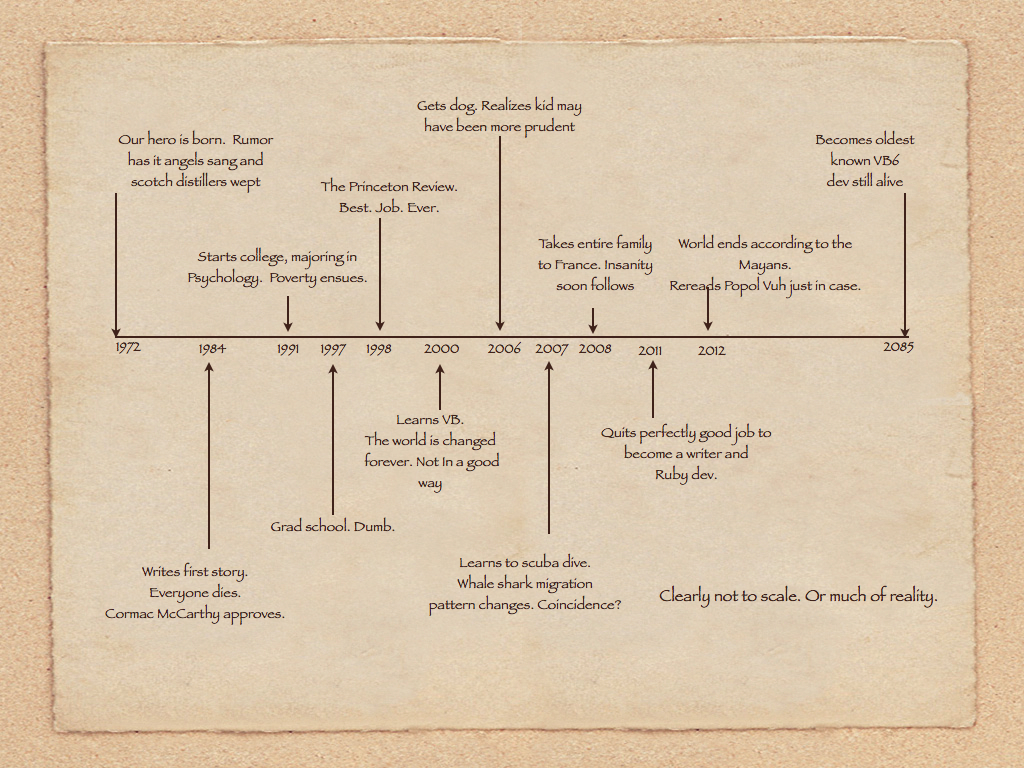 Gets dog. Realizes kid may
have been more prudent
Our hero is born. Rumor
has it angels sang and
scotch distillers wept
Becomes oldest
known VB6
dev still alive
The Princeton Review.
Best. Job. Ever.
Starts college, majoring in
Psychology. Poverty ensues.
Takes entire family
to France. Insanity
soon follows
World ends according to the
Mayans.
Rereads Popol Vuh just in case.
1972 1984 1991 1997 1998 2000 2006 2007 2008 2011 2012 2085
Learns VB.
The world is changed
forever. Not In a good
way
Quits perfectly good job to
become a writer and
Ruby dev.
Grad school. Dumb.
Writes first story.
Everyone dies.
Cormac McCarthy approves.
Learns to scuba dive.
Whale shark migration
pattern changes. Coincidence?
Clearly not to scale. Or much of reality.